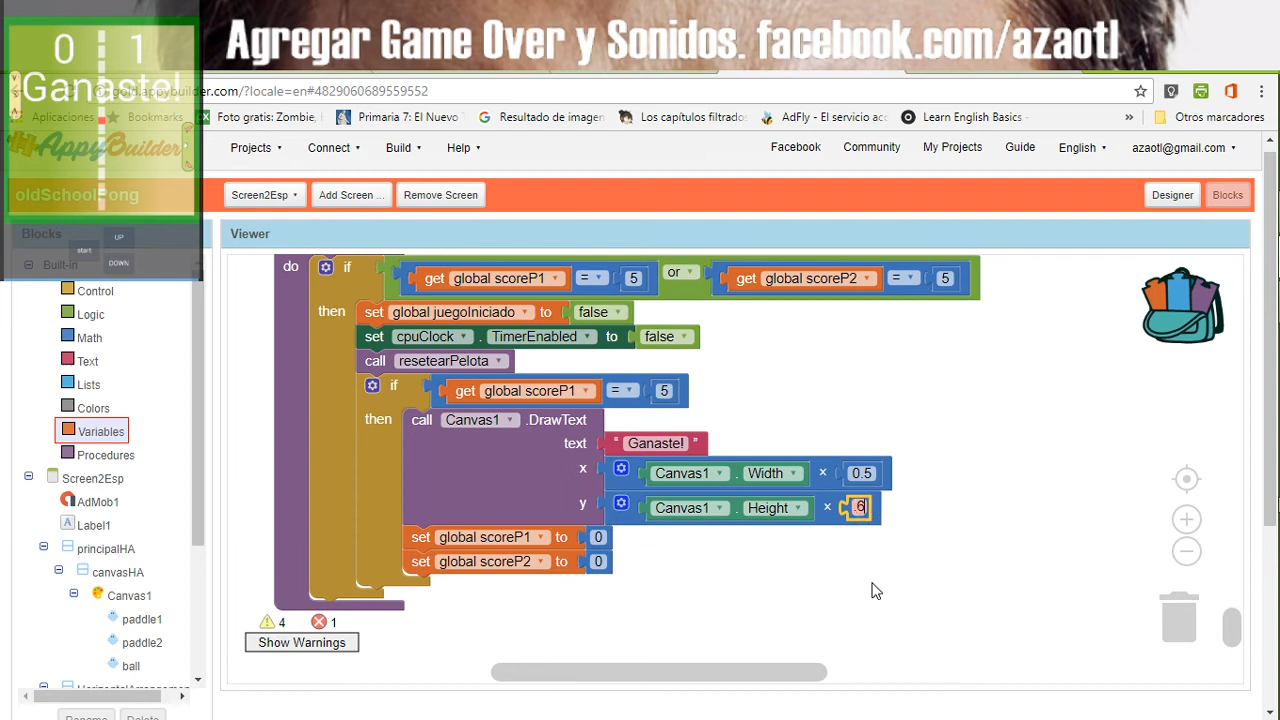 Agregar Game Over y Sonidos. facebook.com/azaotl
0 1
Ganaste!
AppyBuilder
oldSchoolPong
start
UP
DOWN
gold.appybuilder.com/?locale=en#4829060689559552
Aplicaciones Bookmarks Foto gratis: Zombie, Primaria 7: El Nuevo Resultado de imagen Los capítulos filtrados AdFly - El servicio a Learn English Basics - » Otros marcadores
Projects Connect Build Help Facebook Community My Projects Guide English azaotl@gmail.com
Screen2Esp Add Screen ... Remove Screen Designer Blocks
Blocks
Viewer
Built-in
Control
Logic
Math
Text
Lists
Colors
Variables
Procedures
Screen2Esp
AdMob1
Label1
principalHA
canvasHA
Canvas1
paddle1
paddle2
ball
Rename Delete
do if get global scoreP1 = 5 or get global scoreP2 = 5
then set global juegoIniciado to false
set cpuClock . TimerEnabled to false
call resetearPelota
if get global scoreP1 = 5
then call Canvas1 .DrawText
text " Ganaste! "
x Canvas1 . Width × 0.5
y Canvas1 . Height × .6
set global scoreP1 to 0
set global scoreP2 to 0
4 1
Show Warnings